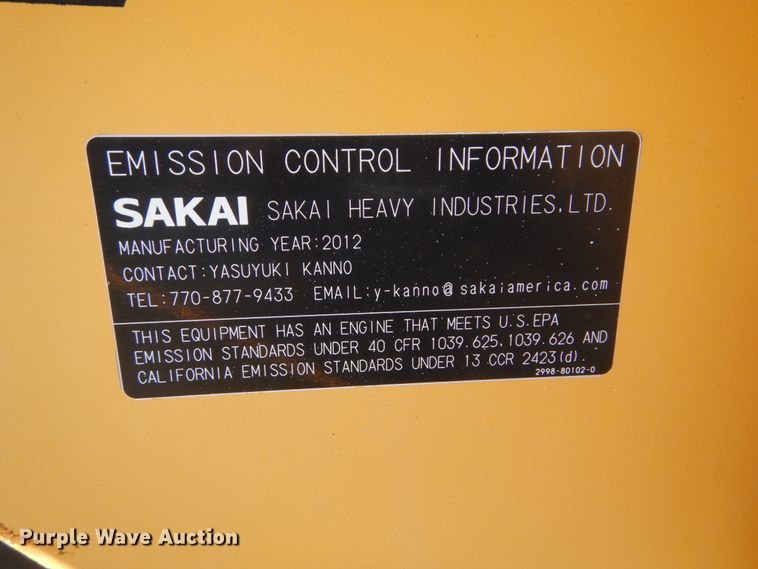 EMISSION CONTROL INFORMATION
SAKAI SAKAI HEAVY INDUSTRIES,LTD.
MANUFACTURING YEAR:2012
CONTACT:YASUYUKI KANNO
TEL:770-877-9433 EMAIL:y-kanno@sakaiamerica.com
THIS EQUIPMENT HAS AN ENGINE THAT MEETS U.S.EPA
EMISSION STANDARDS UNDER 40 CFR 1039.625.1039.626 AND
CALIFORNIA EMISSION STANDARDS UNDER 13 CCR 2423(d).
2998-80102-0
Purple Wave Auction